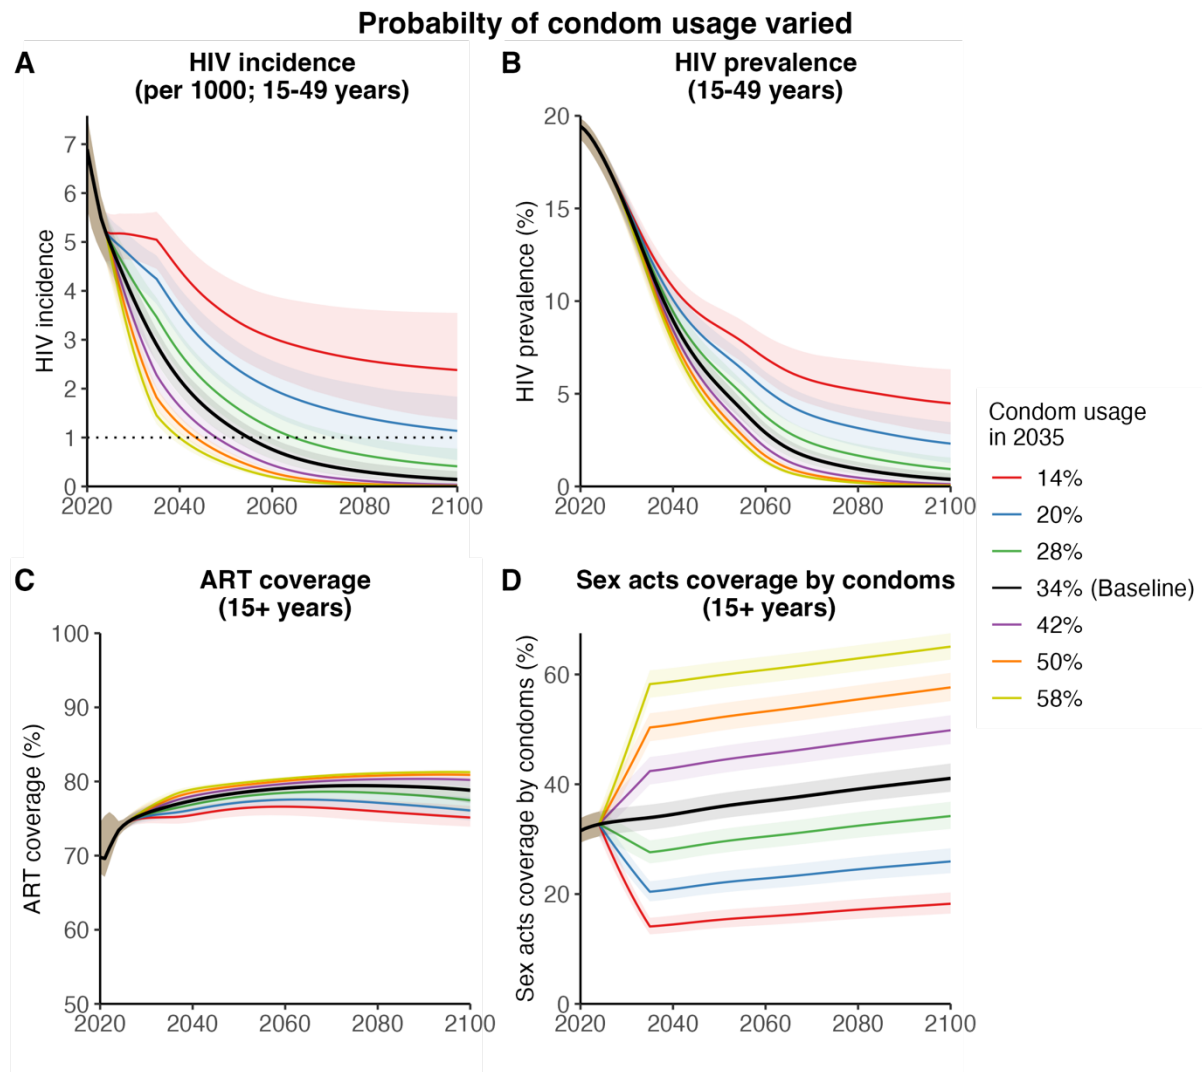 Probabilty of condom usage varied
A
HIV incidence
(per 1000; 15-49 years)
HIV incidence
7
6
5
4
3
2
1
0
2020 2040 2060 2080 2100
B
HIV prevalence
(15-49 years)
HIV prevalence (%)
20
15
10
5
0
2020 2040 2060 2080 2100
C
ART coverage
(15+ years)
ART coverage (%)
100
90
80
70
60
50
2020 2040 2060 2080 2100
D
Sex acts coverage by condoms
(15+ years)
Sex acts coverage by condoms (%)
60
40
20
0
2020 2040 2060 2080 2100
Condom usage
in 2035
14%
20%
28%
34% (Baseline)
42%
50%
58%